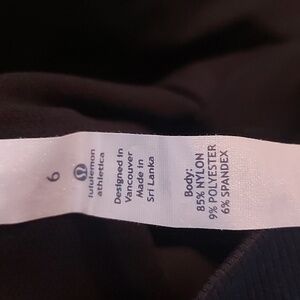 6
lululemon
athletica
Designed in
Vancouver
Made in
Sri Lanka
Body:
85% NYLON
9% POLYESTER
6% SPANDEX